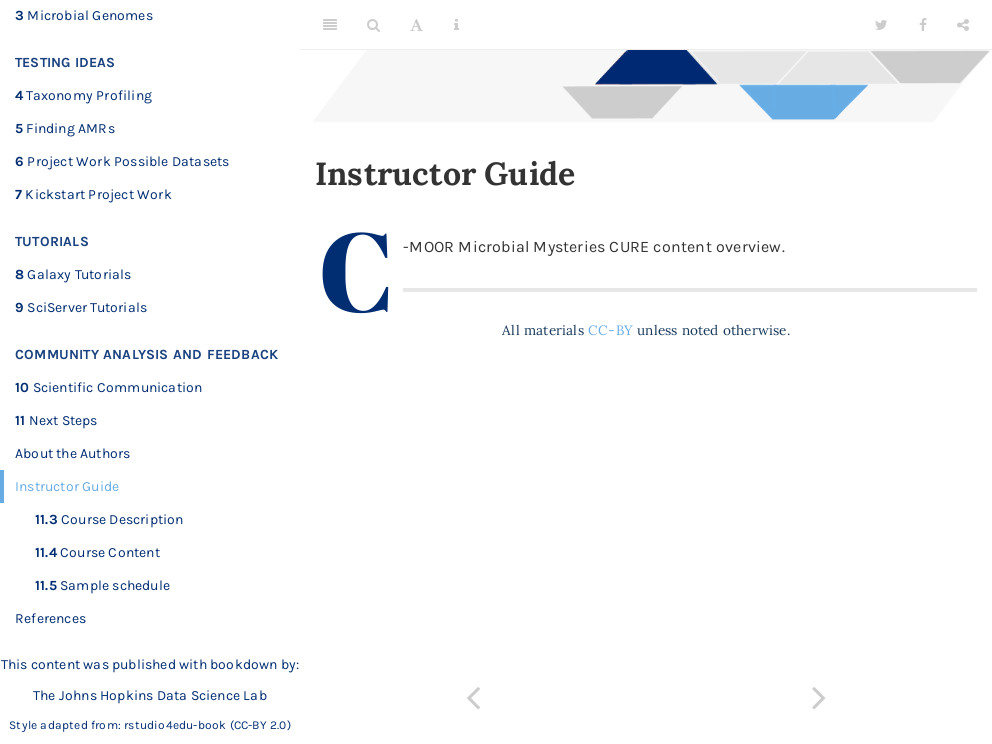 3 Microbial Genomes
TESTING IDEAS
4 Taxonomy Profiling
5 Finding AMRs
6 Project Work Possible Datasets
7 Kickstart Project Work
TUTORIALS
8 Galaxy Tutorials
9 SciServer Tutorials
COMMUNITY ANALYSIS AND FEEDBACK
10 Scientific Communication
11 Next Steps
About the Authors
Instructor Guide
11.3 Course Description
11.4 Course Content
11.5 Sample schedule
References
This content was published with bookdown by:
The Johns Hopkins Data Science Lab
Style adapted from: rstudio4edu-book (CC-BY 2.0)
A
Instructor Guide
C-MOOR Microbial Mysteries CURE content overview.
All materials CC-BY unless noted otherwise.